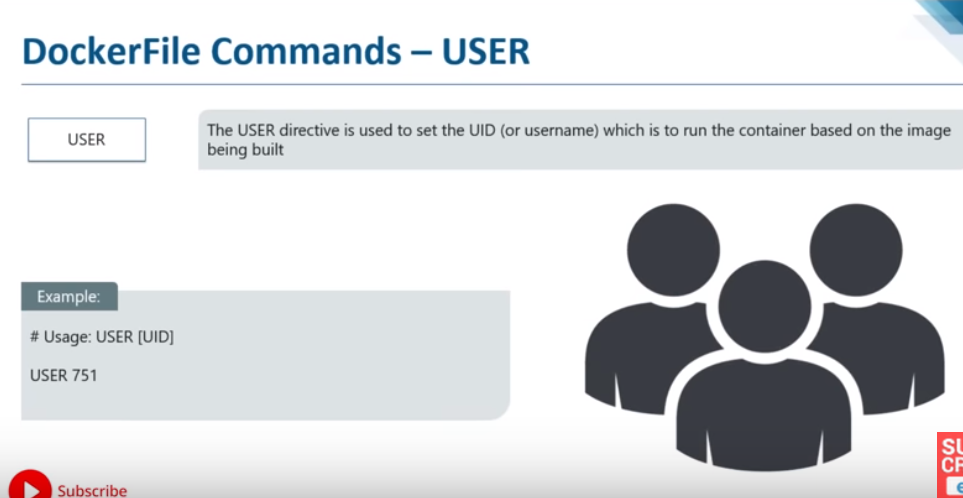 DockerFile Commands – USER
USER
The USER directive is used to set the UID (or username) which is to run the container based on the image
being built
Example:
# Usage: USER [UID]
USER 751
Subscribe